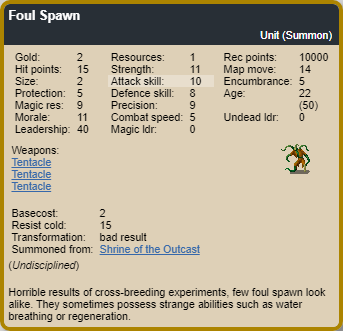 Foul Spawn
Unit (Summon)
Gold: 2 Resources: 1 Rec points: 10000
Hit points: 15 Strength: 11 Map move: 14
Size: 2 Attack skill: 10 Encumbrance: 5
Protection: 5 Defence skill: 8 Age: 22
Magic res: 9 Precision: 9 (50)
Morale: 11 Combat speed: 5 Undead ldr: 0
Leadership: 40 Magic ldr: 0
Weapons:
Tentacle
Tentacle
Tentacle
Basecost: 2
Resist cold: 15
Transformation: bad result
Summoned from: Shrine of the Outcast
(Undisciplined)
Horrible results of cross-breeding experiments, few foul spawn look
alike. They sometimes possess strange abilities such as water
breathing or regeneration.